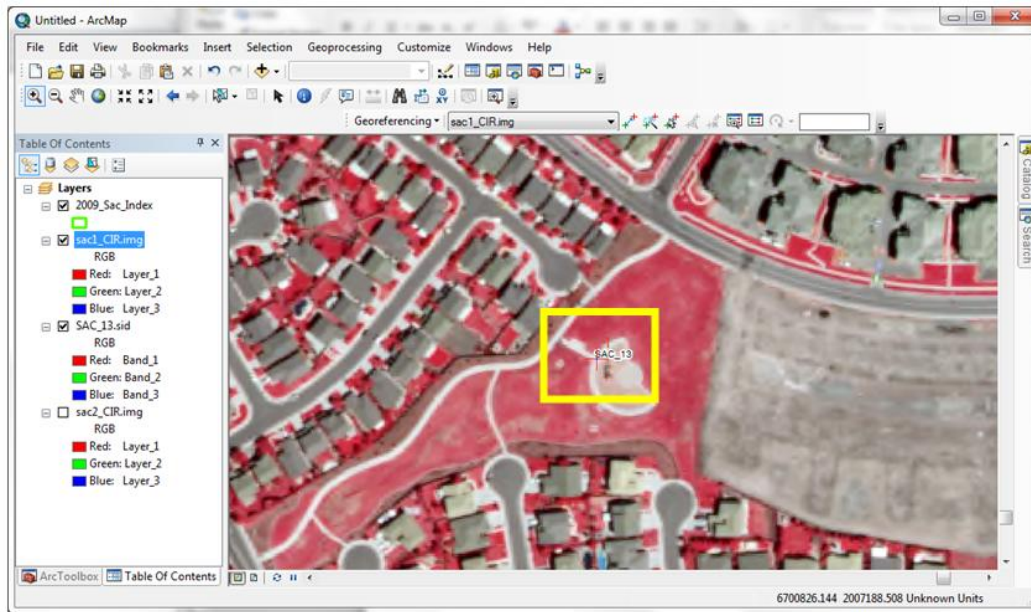 Untitled - ArcMap
File Edit View Bookmarks Insert Selection Geoprocessing Customize Windows Help
Georeferencing sac1_CIR.img
Table Of Contents
Layers
2009_Sac_Index
sac1_CIR.img
RGB
Red: Layer_1
Green: Layer_2
Blue: Layer_3
SAC_13.sid
RGB
Red: Band_1
Green: Band_2
Blue: Band_3
sac2_CIR.img
RGB
Red: Layer_1
Green: Layer_2
Blue: Layer_3
SAC_13
Catalog
Search
ArcToolbox Table Of Contents
6700826.144 2007188.508 Unknown Units